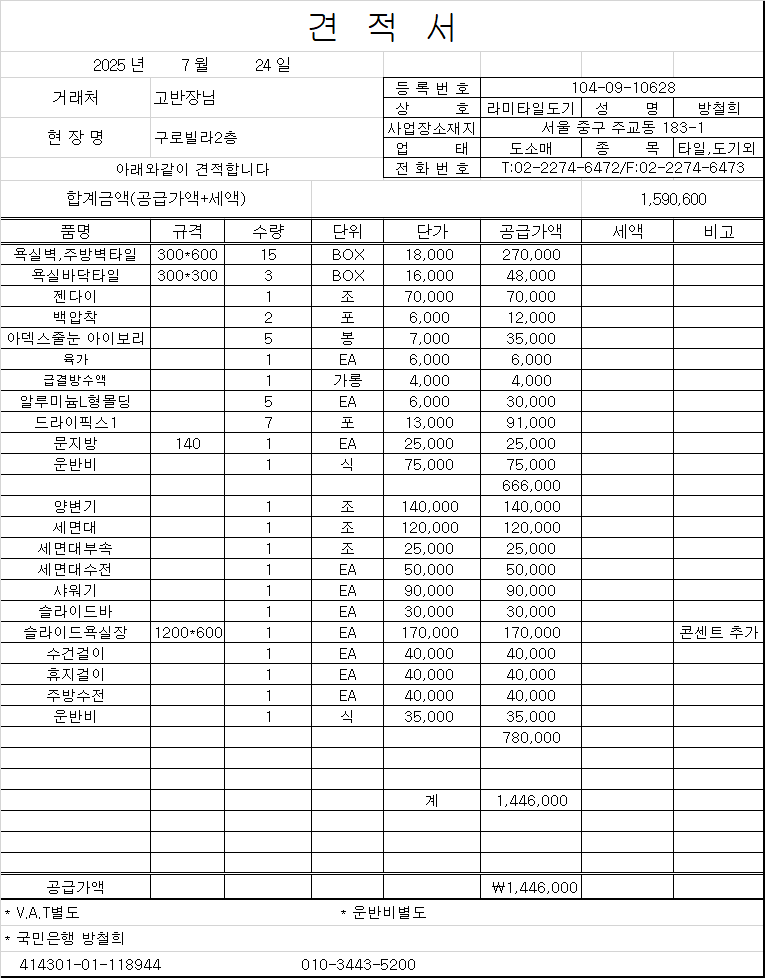 견 적 서
2025 년 7 월 24 일
거래처 고반장님
현 장 명 구로빌라2층
아래와같이 견적합니다
등 록 번 호 104-09-10628
상 호 라미타일도기 성 명 방철희
사업장소재지 서울 중구 주교동 183-1
업 태 도소매 종 목 타일,도기외
전 화 번 호 T:02-2274-6472/F:02-2274-6473
합계금액(공급가액+세액) 1,590,600
품명 규격 수량 단위 단가 공급가액 세액 비고
욕실벽,주방벽타일 300*600 15 BOX 18,000 270,000
욕실바닥타일 300*300 3 BOX 16,000 48,000
젠다이 1 조 70,000 70,000
백압착 2 포 6,000 12,000
아덱스줄눈 아이보리 5 봉 7,000 35,000
육가 1 EA 6,000 6,000
급결방수액 1 가롱 4,000 4,000
알루미늄L형몰딩 5 EA 6,000 30,000
드라이픽스1 7 포 13,000 91,000
문지방 140 1 EA 25,000 25,000
운반비 1 식 75,000 75,000
666,000
양변기 1 조 140,000 140,000
세면대 1 조 120,000 120,000
세면대부속 1 조 25,000 25,000
세면대수전 1 EA 50,000 50,000
샤워기 1 EA 90,000 90,000
슬라이드바 1 EA 30,000 30,000
슬라이드욕실장 1200*600 1 EA 170,000 170,000 콘센트 추가
수건걸이 1 EA 40,000 40,000
휴지걸이 1 EA 40,000 40,000
주방수전 1 EA 40,000 40,000
운반비 1 식 35,000 35,000
780,000
계 1,446,000
공급가액 ₩1,446,000
* V.A.T별도 * 운반비별도
* 국민은행 방철희
414301-01-118944 010-3443-5200